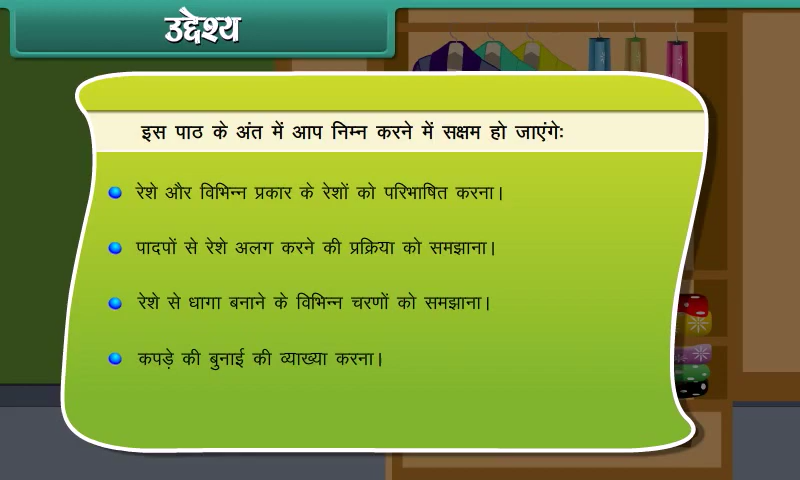 उद्देश्य
इस पाठ के अंत में आप निम्न करने में सक्षम हो जाएंगेः
रेशे और विभिन्न प्रकार के रेशों को परिभाषित करना।
पादपों से रेशे अलग करने की प्रक्रिया को समझाना।
रेशे से धागा बनाने के विभिन्न चरणों को समझाना।
कपड़े की बुनाई की व्याख्या करना।